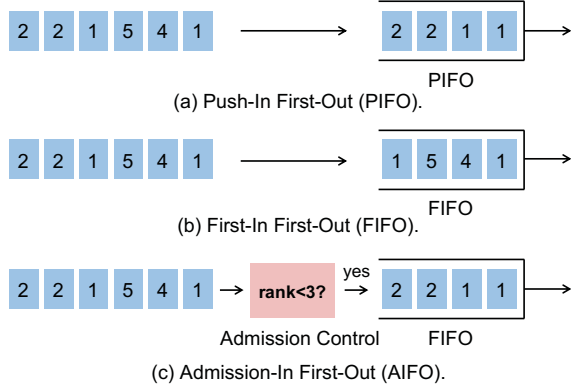 2 2 1 5 4 1 2 2 1 1
PIFO
(a) Push-In First-Out (PIFO).
2 2 1 5 4 1 1 5 4 1
FIFO
(b) First-In First-Out (FIFO).
2 2 1 5 4 1 rank<3? yes 2 2 1 1
Admission Control FIFO
(c) Admission-In First-Out (AIFO).